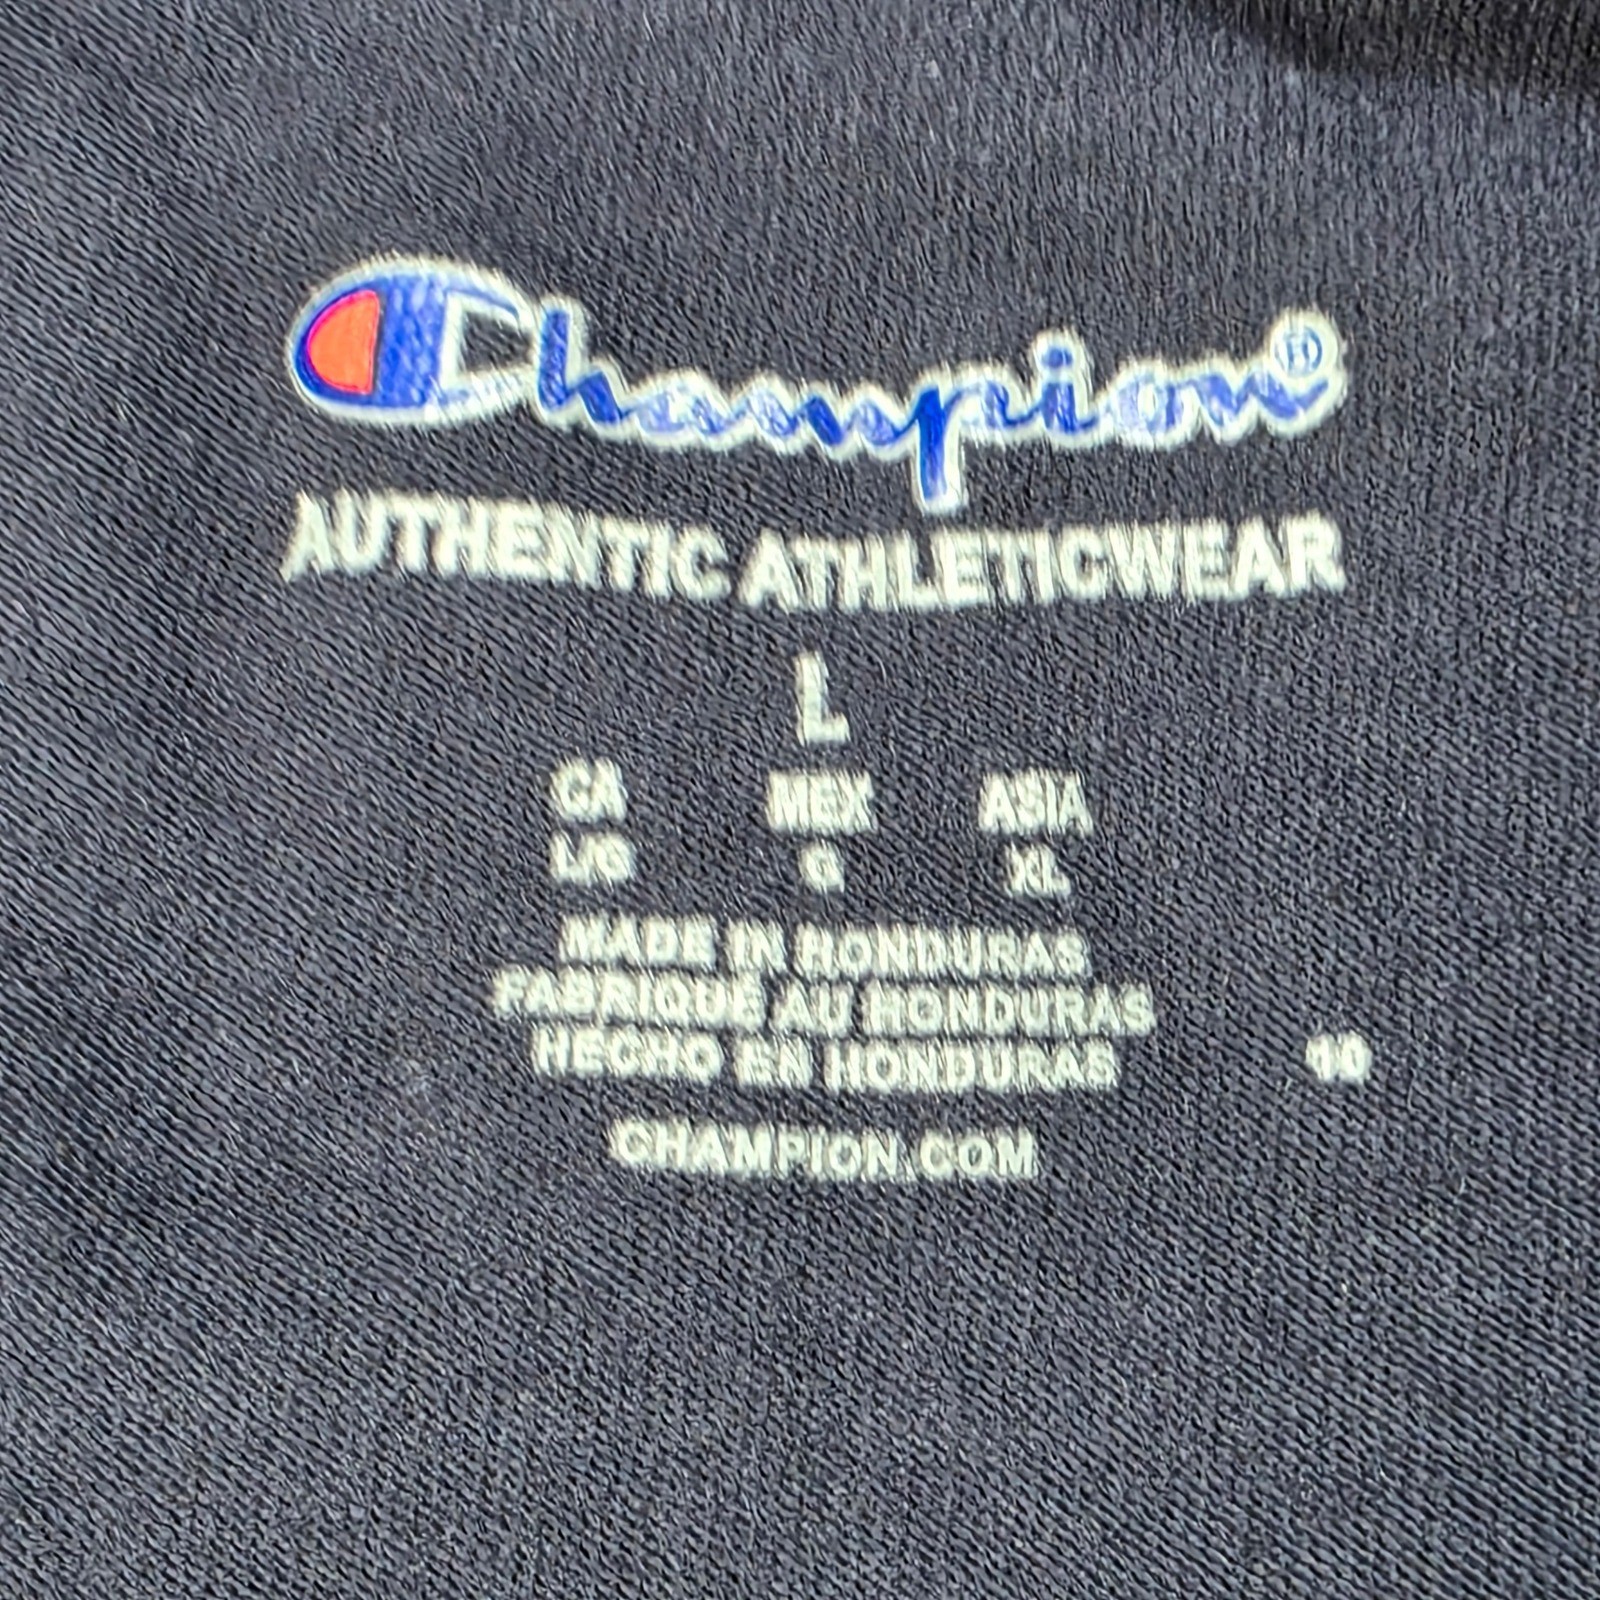 Champion®
AUTHENTIC ATHLETICWEAR
L
CA MEX ASIA
L/G G XL
MADE IN HONDURAS
FABRIQUÉ AU HONDURAS
HECHO EN HONDURAS
10
CHAMPION.COM